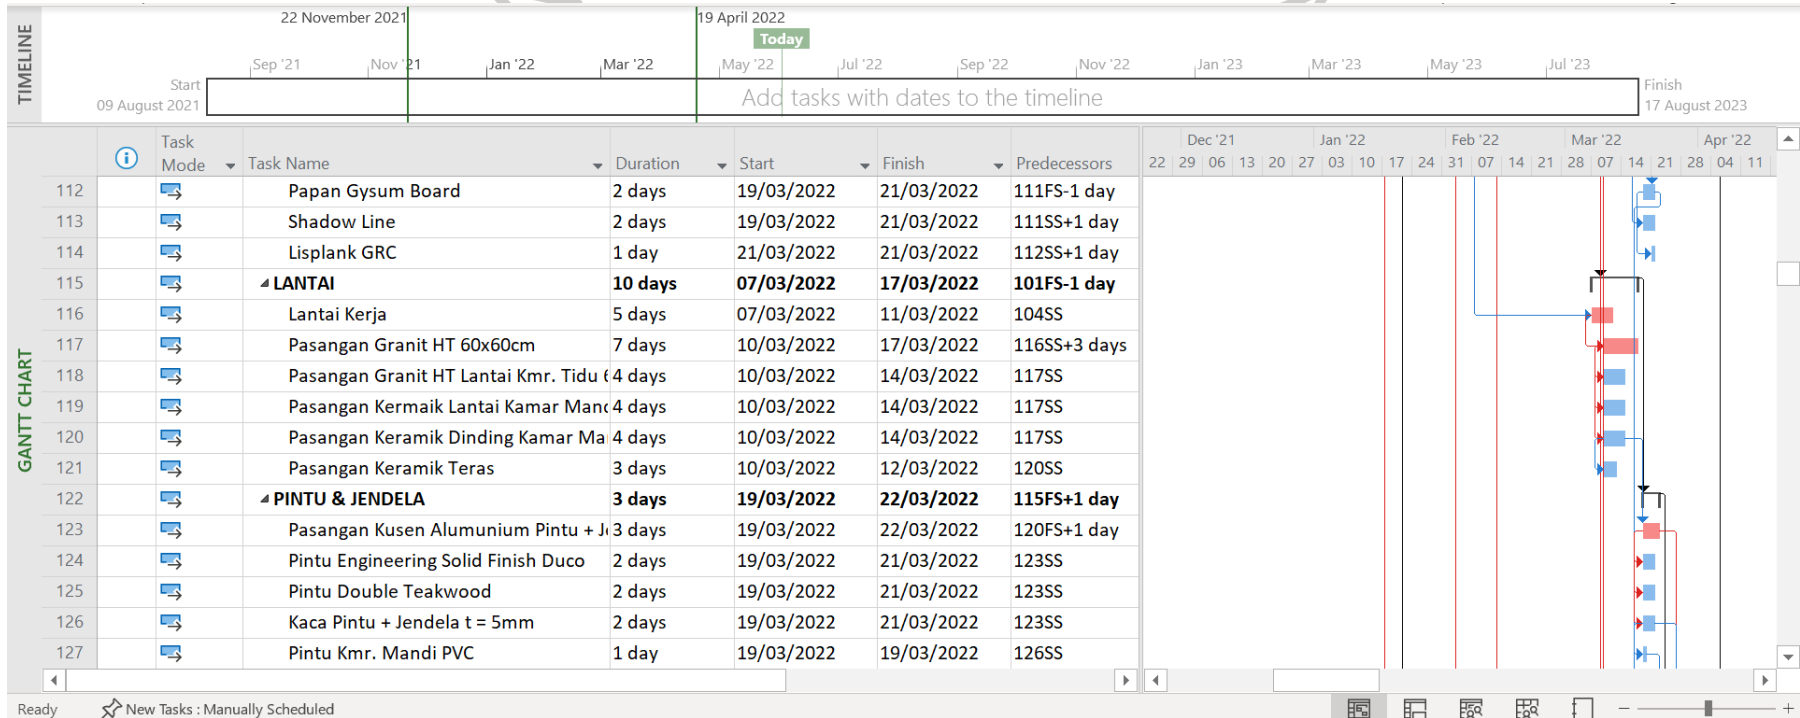 22 November 2021 19 April 2022
Today
Sep '21 Nov '21 Jan '22 Mar '22 May '22 Jul '22 Sep '22 Nov '22 Jan '23 Mar '23 May '23 Jul '23
TIMELINE
Start
09 August 2021
Add tasks with dates to the timeline
Finish
17 August 2023
GANTT CHART
Task Mode Task Name Duration Start Finish Predecessors
Dec '21 Jan '22 Feb '22 Mar '22 Apr '22
22 29 06 13 20 27 03 10 17 24 31 07 14 21 28 07 14 21 28 04 11
112 Papan Gysum Board 2 days 19/03/2022 21/03/2022 111FS-1 day
113 Shadow Line 2 days 19/03/2022 21/03/2022 111SS+1 day
114 Lisplank GRC 1 day 21/03/2022 21/03/2022 112SS+1 day
115 LANTAI 10 days 07/03/2022 17/03/2022 101FS-1 day
116 Lantai Kerja 5 days 07/03/2022 11/03/2022 104SS
117 Pasangan Granit HT 60x60cm 7 days 10/03/2022 17/03/2022 116SS+3 days
118 Pasangan Granit HT Lantai Kmr. Tidu 4 days 10/03/2022 14/03/2022 117SS
119 Pasangan Kermaik Lantai Kamar Man 4 days 10/03/2022 14/03/2022 117SS
120 Pasangan Keramik Dinding Kamar Ma 4 days 10/03/2022 14/03/2022 117SS
121 Pasangan Keramik Teras 3 days 10/03/2022 12/03/2022 120SS
122 PINTU & JENDELA 3 days 19/03/2022 22/03/2022 115FS+1 day
123 Pasangan Kusen Alumunium Pintu + J 3 days 19/03/2022 22/03/2022 120FS+1 day
124 Pintu Engineering Solid Finish Duco 2 days 19/03/2022 21/03/2022 123SS
125 Pintu Double Teakwood 2 days 19/03/2022 21/03/2022 123SS
126 Kaca Pintu + Jendela t = 5mm 2 days 19/03/2022 21/03/2022 123SS
127 Pintu Kmr. Mandi PVC 1 day 19/03/2022 19/03/2022 126SS
Ready New Tasks : Manually Scheduled